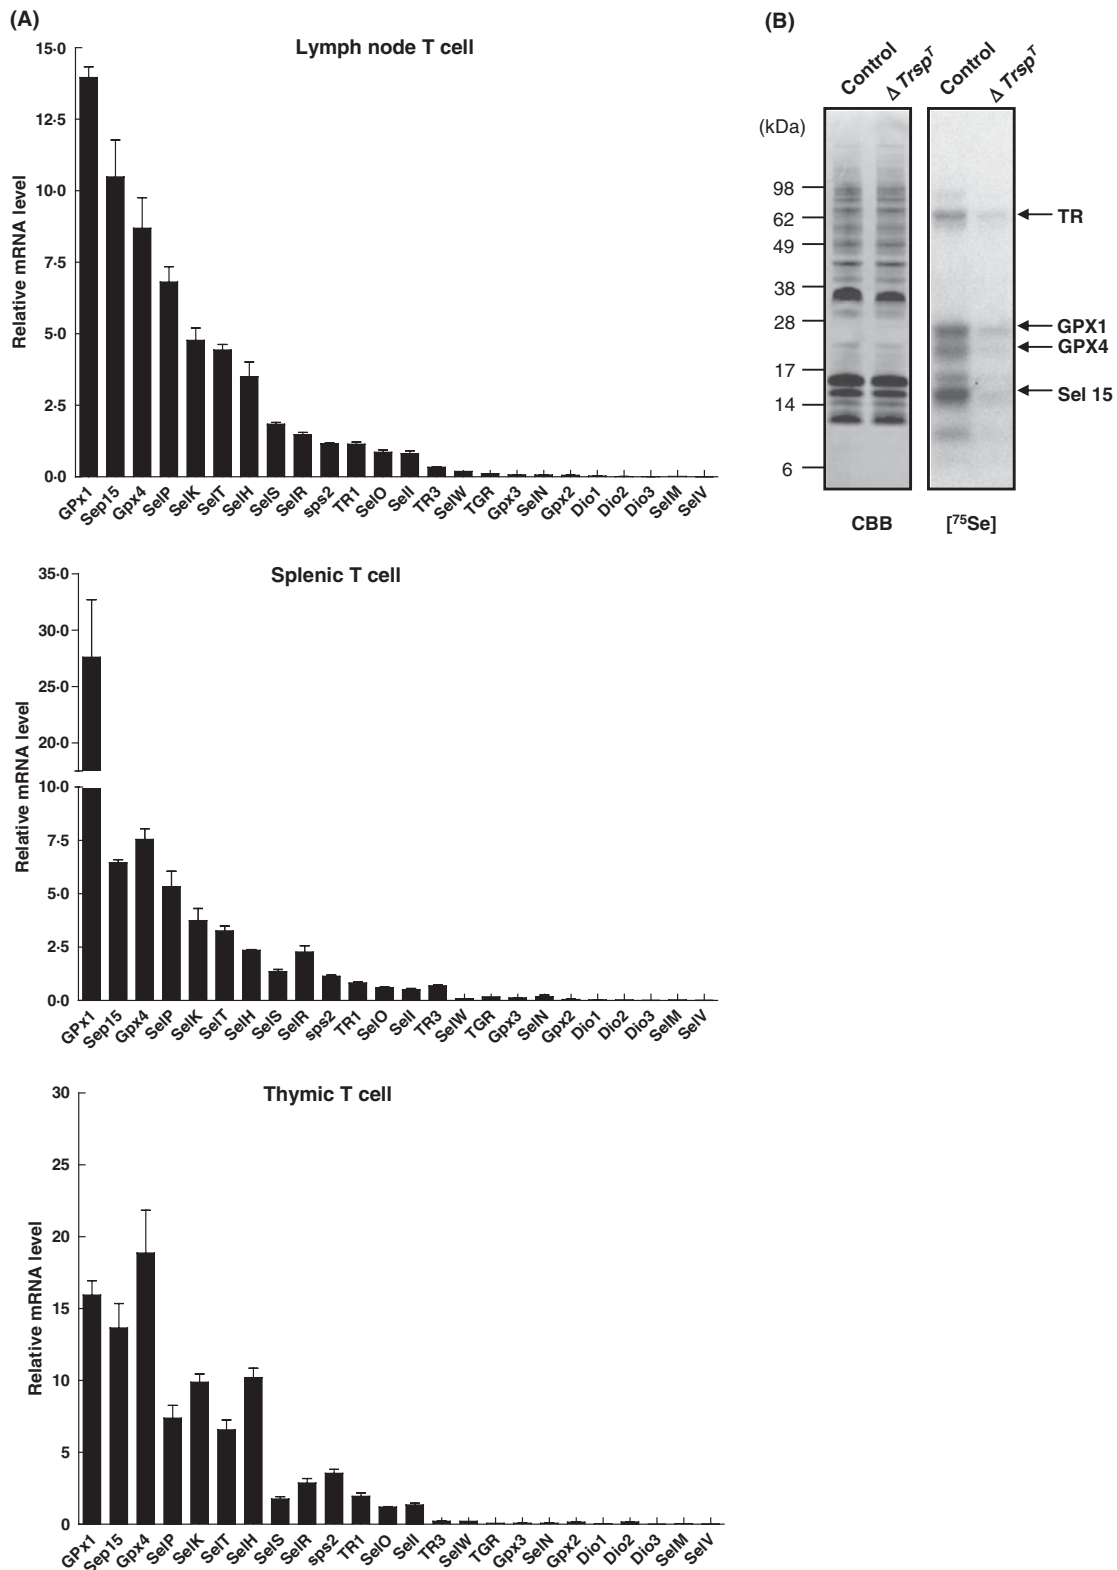 (A)
Lymph node T cell
Relative mRNA level
15·0
12·5
10·0
7·5
5·0
2·5
0·0
GPx1 Sep15 Gpx4 SelP SelK SelT SelH SelS SelR sps2 TR1 SelO SelI TR3 SelW TGR Gpx3 SelN Gpx2 Dio1 Dio2 Dio3 SelM SelV
Splenic T cell
Relative mRNA level
35·0
30·0
25·0
20·0
10·0
7·5
5·0
2·5
0·0
GPx1 Sep15 Gpx4 SelP SelK SelT SelH SelS SelR sps2 TR1 SelO SelI TR3 SelW TGR Gpx3 SelN Gpx2 Dio1 Dio2 Dio3 SelM SelV
Thymic T cell
Relative mRNA level
30
25
20
15
10
5
0
GPx1 Sep15 Gpx4 SelP SelK SelT SelH SelS SelR sps2 TR1 SelO SelI TR3 SelW TGR Gpx3 SelN Gpx2 Dio1 Dio2 Dio3 SelM SelV
(B)
Control Δ Trspᵀ Control Δ Trspᵀ
(kDa)
98
62
49
38
28
17
14
6
TR
GPX1
GPX4
Sel 15
CBB [⁷⁵Se]